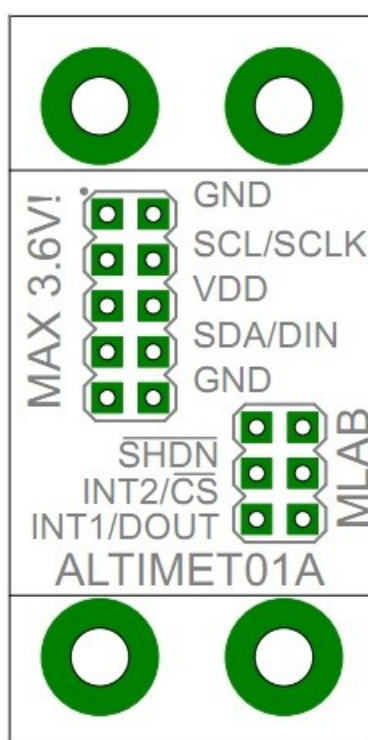 MAX 3.6V!
GND
SCL/SCLK
VDD
SDA/DIN
GND
SHDN
INT2/CS
INT1/DOUT
MLAB
ALTIMET01A